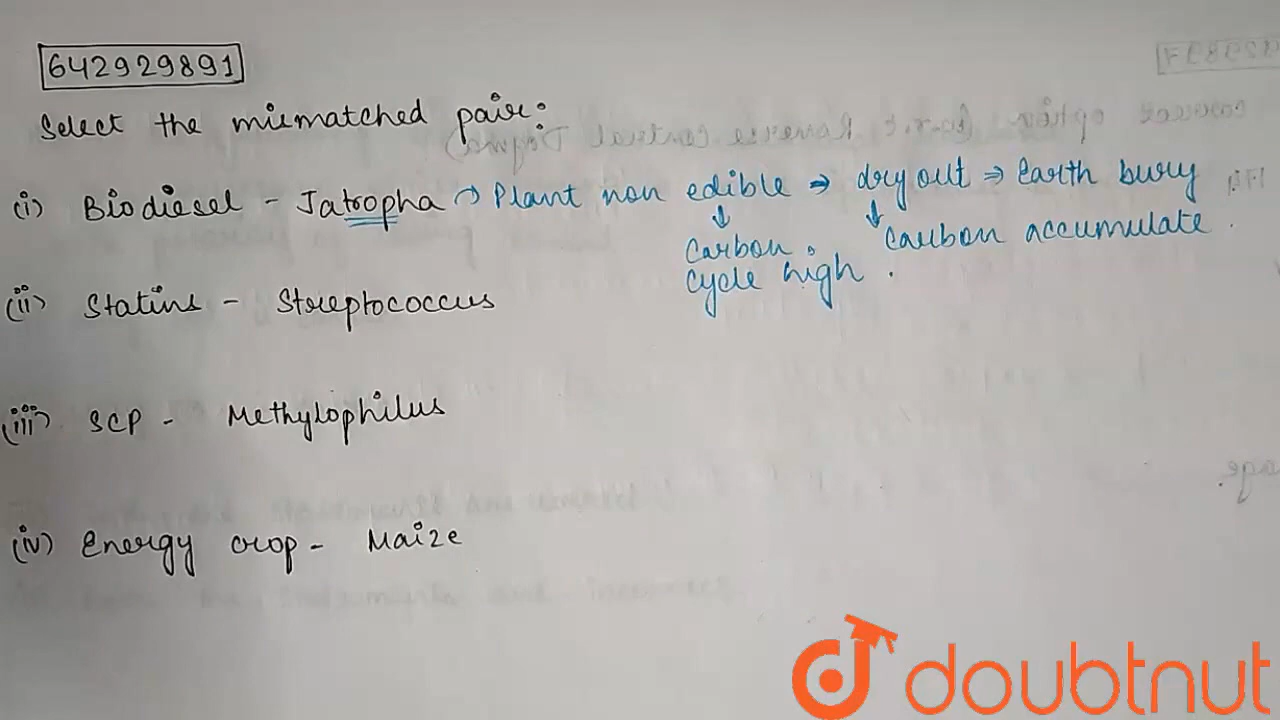 642929891
Select the mismatched pair:
(i) Biodiesel - Jatropha → Plant non edible ⇒ dry out ⇒ Earth bury
↓ ↓
Carbon carbon accumulate.
cycle high.
(ii) Statins - Streptococcus
(iii) SCP - Methylophilus
(iv) Energy crop - Maize
doubtnut